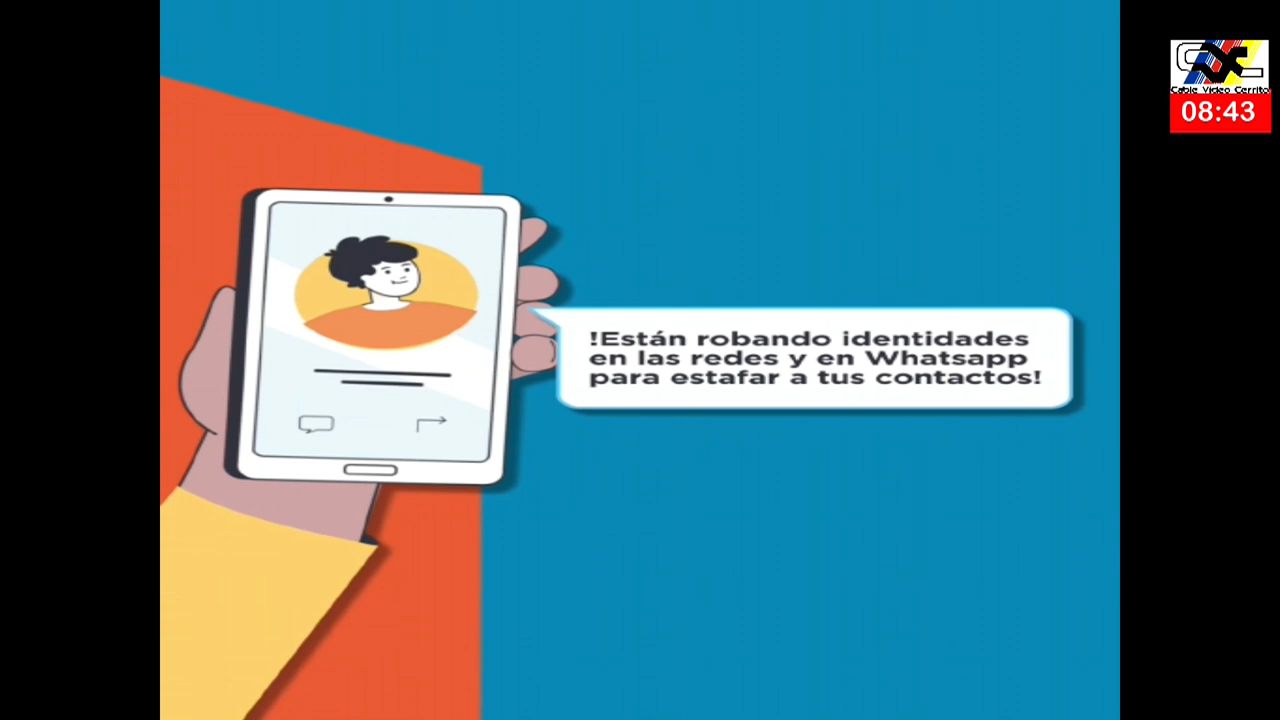 Cable Video Cerrito
08:43
!Están robando identidades
en las redes y en Whatsapp
para estafar a tus contactos!